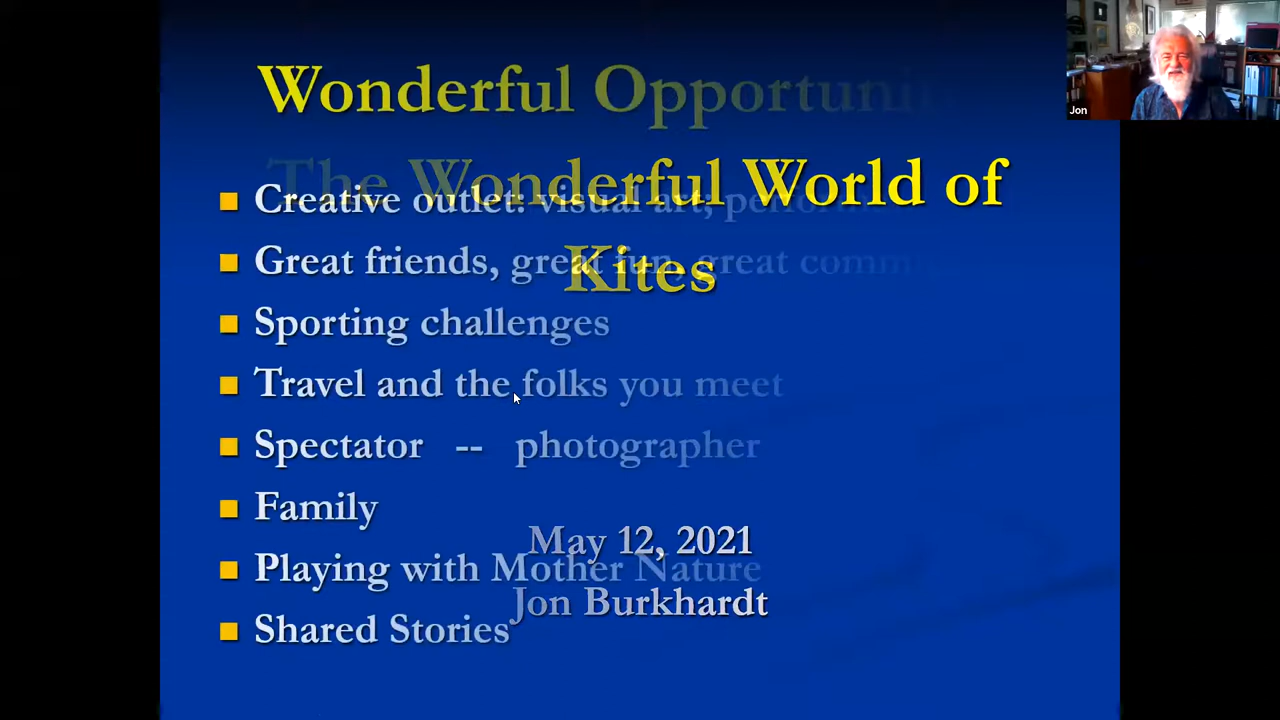 Wonderful Opportuni
The Wonderful World of
Kites
Creative outlet: visual art; perform
Great friends, great fun, great comm
Sporting challenges
Travel and the folks you meet
Spectator -- photographer
Family
May 12, 2021
Playing with Mother Nature
Jon Burkhardt
Shared Stories
Jon